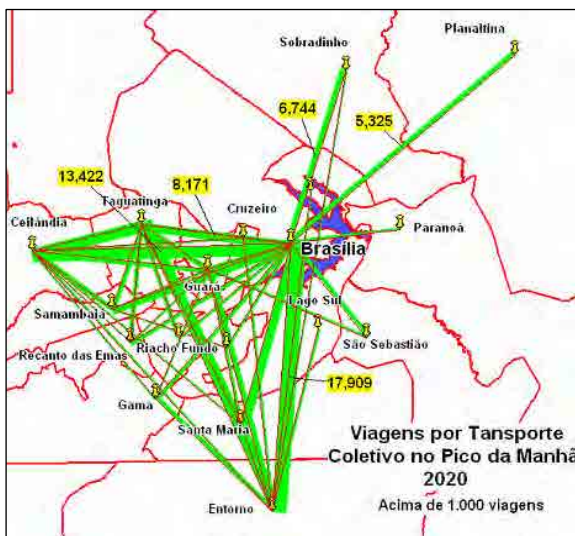 Planaltina
Sobradinho
6,744
5,325
13,422
8,171
Taguatinga
Cruzeiro
Ceilândia
Paranoá
Brasília
Guará
Lago Sul
Samambaia
São Sebastião
Recanto das Emas
Riacho Fundo
17,909
Gama
Santa Maria
Viagens por Tansporte
Coletivo no Pico da Manhã
2020
Entorno
Acima de 1.000 viagens